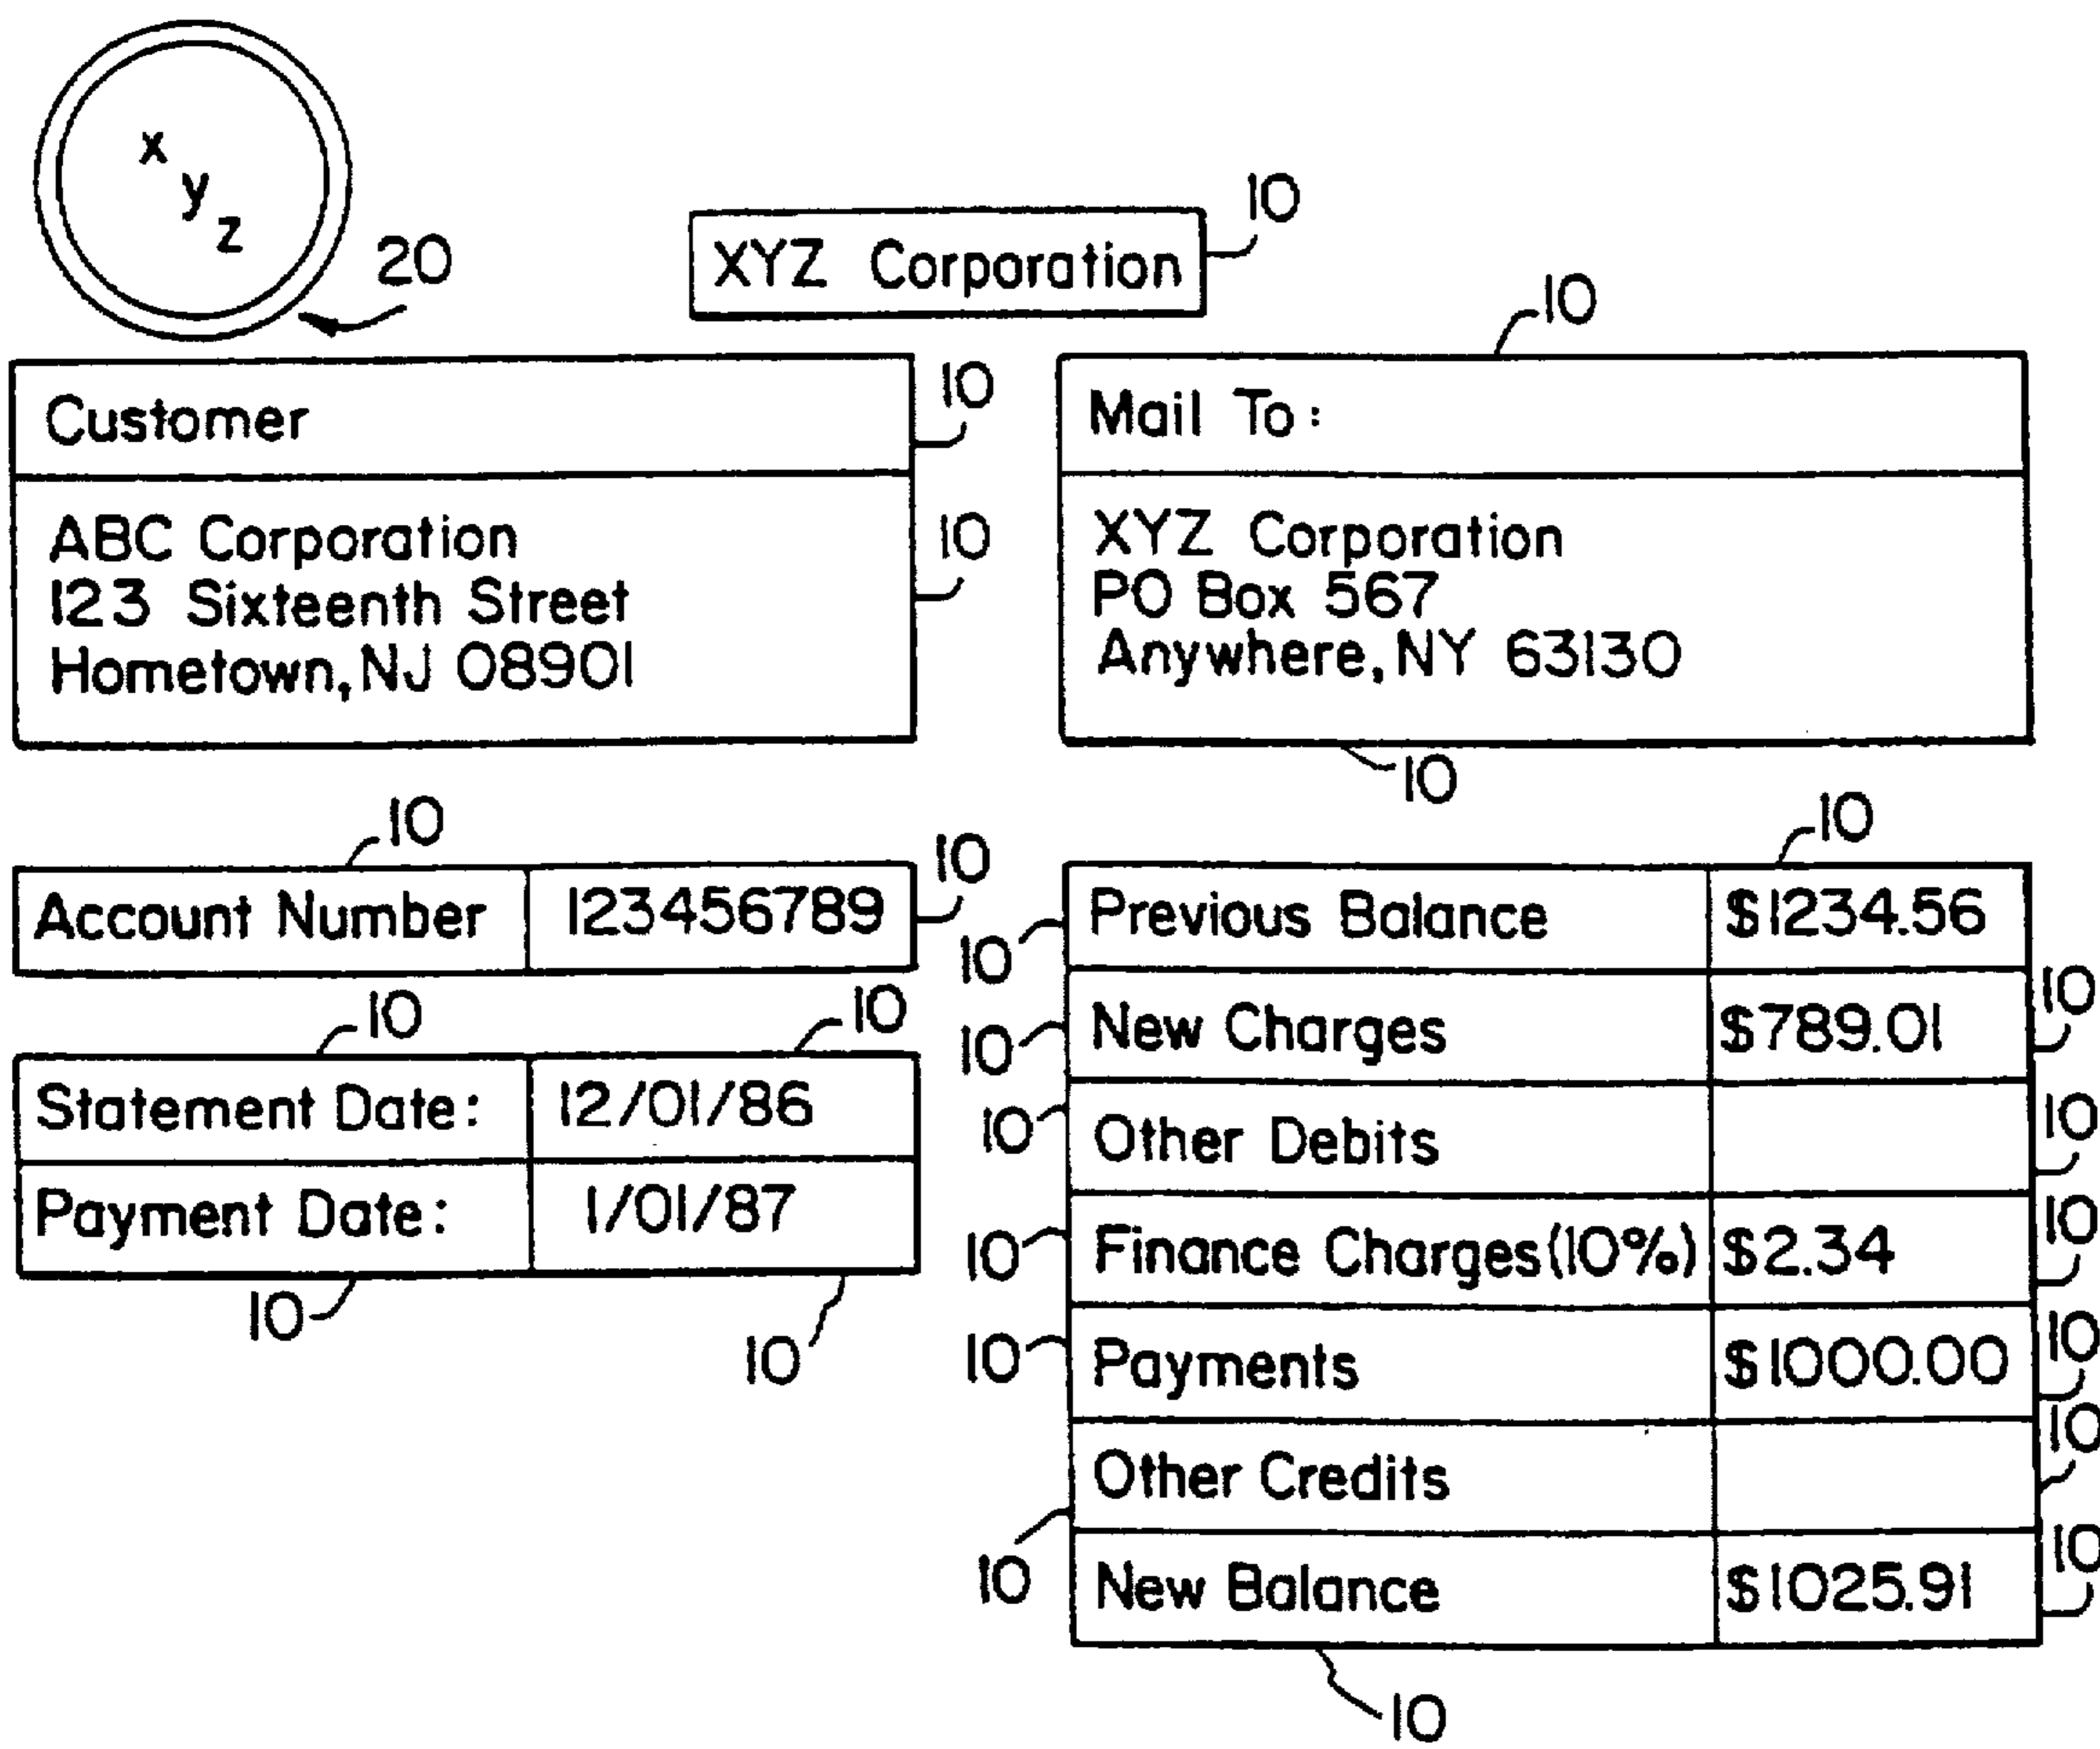 x
y
z
20
XYZ Corporation
10
10
Customer
10
ABC Corporation
123 Sixteenth Street
Hometown, NJ 08901
10
Mail To:
XYZ Corporation
PO Box 567
Anywhere, NY 63130
10
10
Account Number 123456789
10
10
10
Statement Date: 12/01/86
Payment Date: 1/01/87
10
10
10
10 Previous Balance $1234.56
10 New Charges $789.01 10
10 Other Debits 10
10 Finance Charges (10%) $2.34 10
10 Payments $1000.00 10
Other Credits 10
10 New Balance $1025.91 10
10